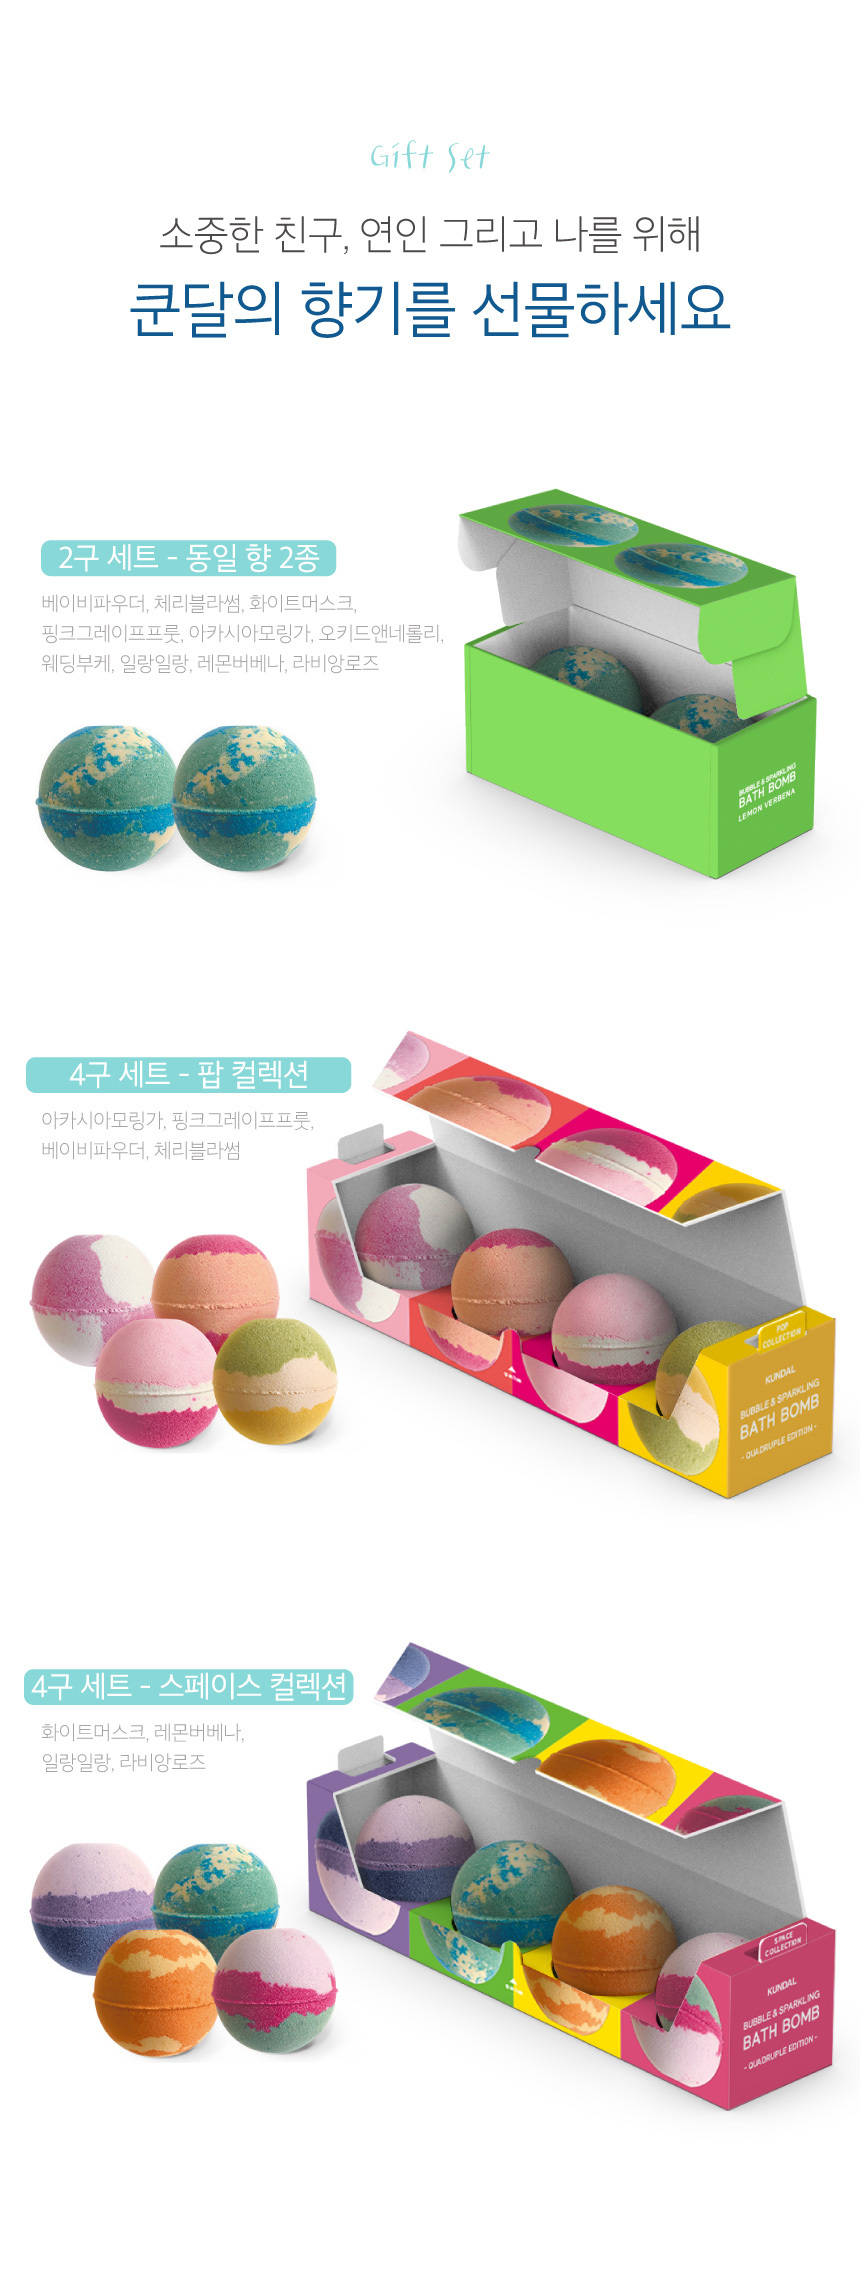 Gift Set
소중한 친구, 연인 그리고 나를 위해
쿤달의 향기를 선물하세요
2구 세트 - 동일 향 2종
베이비파우더, 체리블라썸, 화이트머스크,
핑크그레이프프룻, 아카시아모링가, 오키드앤네롤리,
웨딩부케, 일랑일랑, 레몬버베나, 라비앙로즈
BUBBLE & SPARKLING
BATH BOMB
LEMON VERBENA
4구 세트 - 팝 컬렉션
아카시아모링가, 핑크그레이프프룻,
베이비파우더, 체리블라썸
POP
COLLECTION
KUNDAL
BUBBLE & SPARKLING
BATH BOMB
- QUADRUPLE EDITION -
4구 세트 - 스페이스 컬렉션
화이트머스크, 레몬버베나,
일랑일랑, 라비앙로즈
SPACE
COLLECTION
KUNDAL
BUBBLE & SPARKLING
BATH BOMB
- QUADRUPLE EDITION -